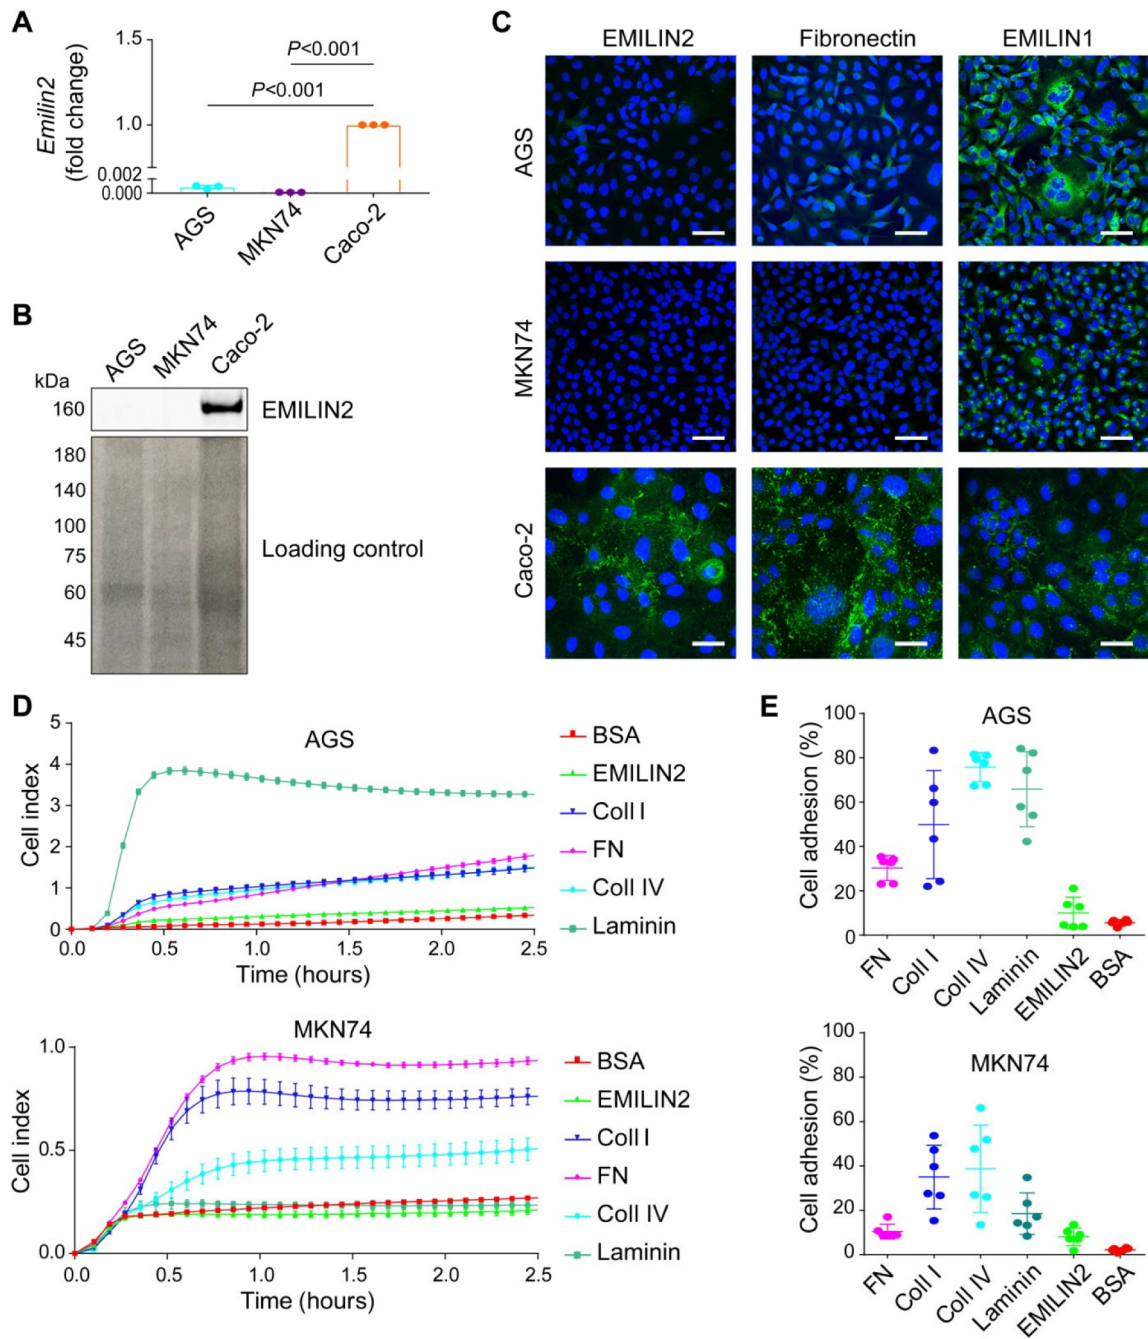 A
Emilin2
(fold change)
1.5
1.0
0.002
0.000
P<0.001
P<0.001
AGS
MKN74
Caco-2
B
AGS
MKN74
Caco-2
kDa
160
EMILIN2
180
140
100
75
60
45
Loading control
C
EMILIN2
Fibronectin
EMILIN1
AGS
MKN74
Caco-2
D
AGS
Cell index
5
4
3
2
1
0
0.0
0.5
1.0
1.5
2.0
2.5
Time (hours)
BSA
EMILIN2
Coll I
FN
Coll IV
Laminin
MKN74
Cell index
1.0
0.5
0.0
0.0
0.5
1.0
1.5
2.0
2.5
Time (hours)
BSA
EMILIN2
Coll I
FN
Coll IV
Laminin
E
AGS
Cell adhesion (%)
100
80
60
40
20
0
FN
Coll I
Coll IV
Laminin
EMILIN2
BSA
MKN74
Cell adhesion (%)
100
80
60
40
20
0
FN
Coll I
Coll IV
Laminin
EMILIN2
BSA